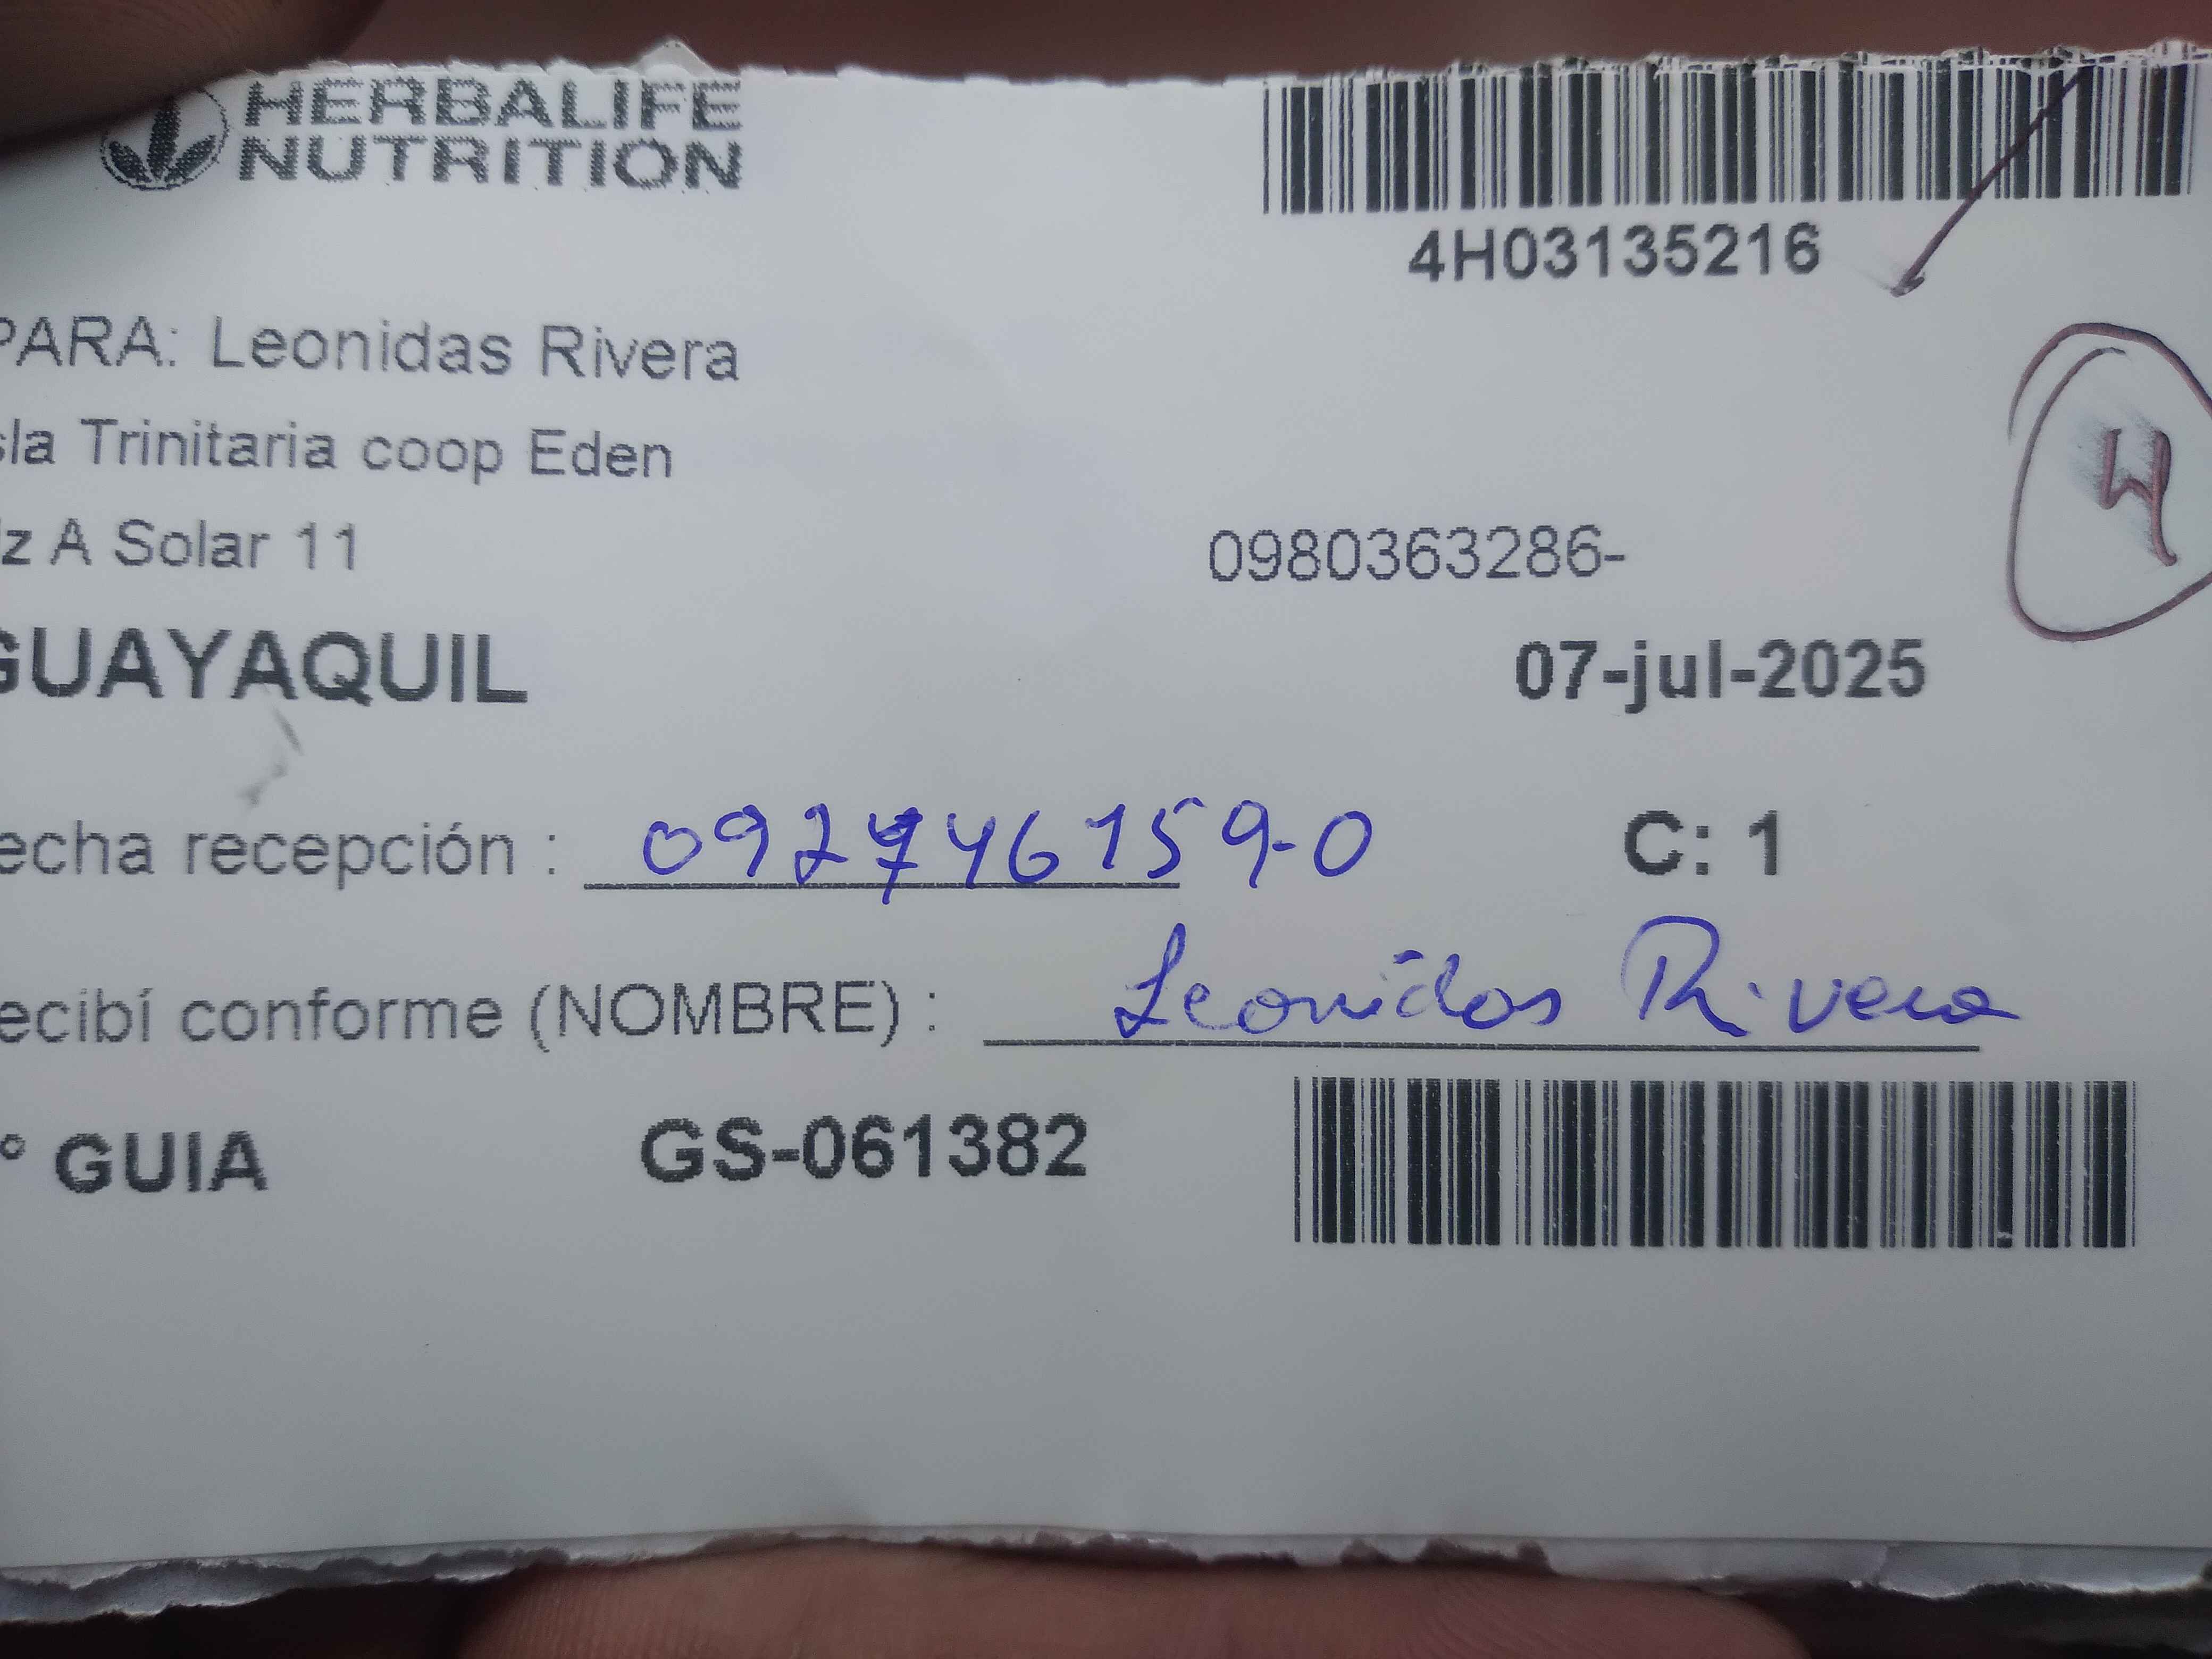 HERBALIFE
NUTRITION
4H03135216
PARA: Leonidas Rivera
4
sla Trinitaria coop Eden
z A Solar 11
0980363286-
GUAYAQUIL
07-jul-2025
echa recepción : 092746159-0
C: 1
ecibí conforme (NOMBRE) : Leonidas Rivera
° GUIA GS-061382